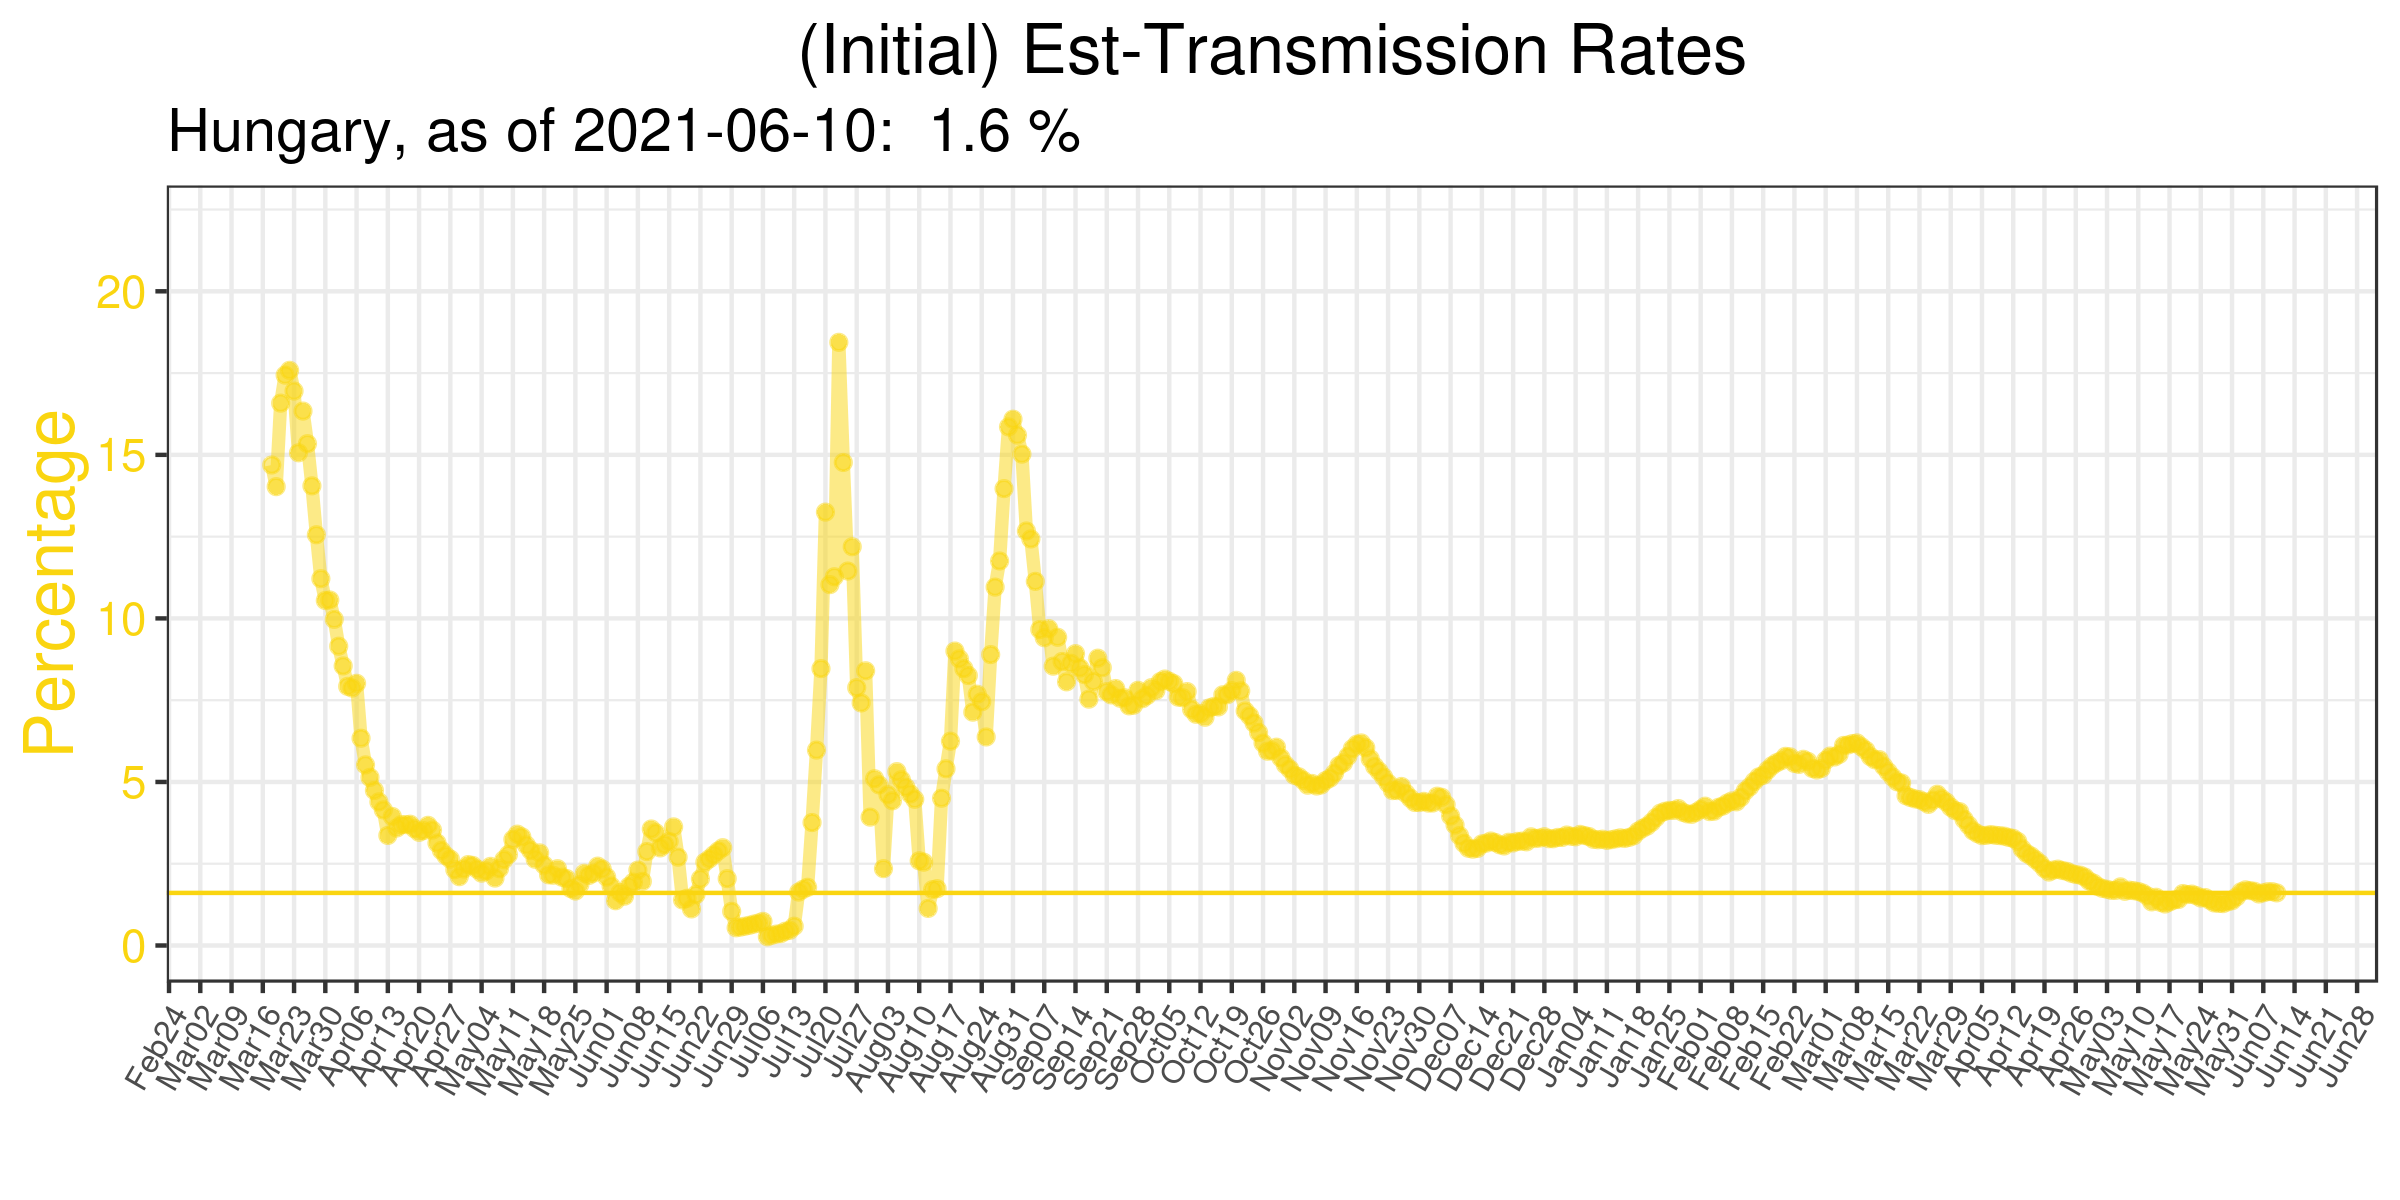 (Initial) Est-Transmission Rates
Hungary, as of 2021-06-10:  1.6 %
Percentage
20
15
10
5
0
Feb24
Mar02
Mar09
Mar16
Mar23
Mar30
Apr06
Apr13
Apr20
Apr27
May04
May11
May18
May25
Jun01
Jun08
Jun15
Jun22
Jun29
Jul06
Jul13
Jul20
Jul27
Aug03
Aug10
Aug17
Aug24
Aug31
Sep07
Sep14
Sep21
Sep28
Oct05
Oct12
Oct19
Oct26
Nov02
Nov09
Nov16
Nov23
Nov30
Dec07
Dec14
Dec21
Dec28
Jan04
Jan11
Jan18
Jan25
Feb01
Feb08
Feb15
Feb22
Mar01
Mar08
Mar15
Mar22
Mar29
Apr05
Apr12
Apr19
Apr26
May03
May10
May17
May24
May31
Jun07
Jun14
Jun21
Jun28